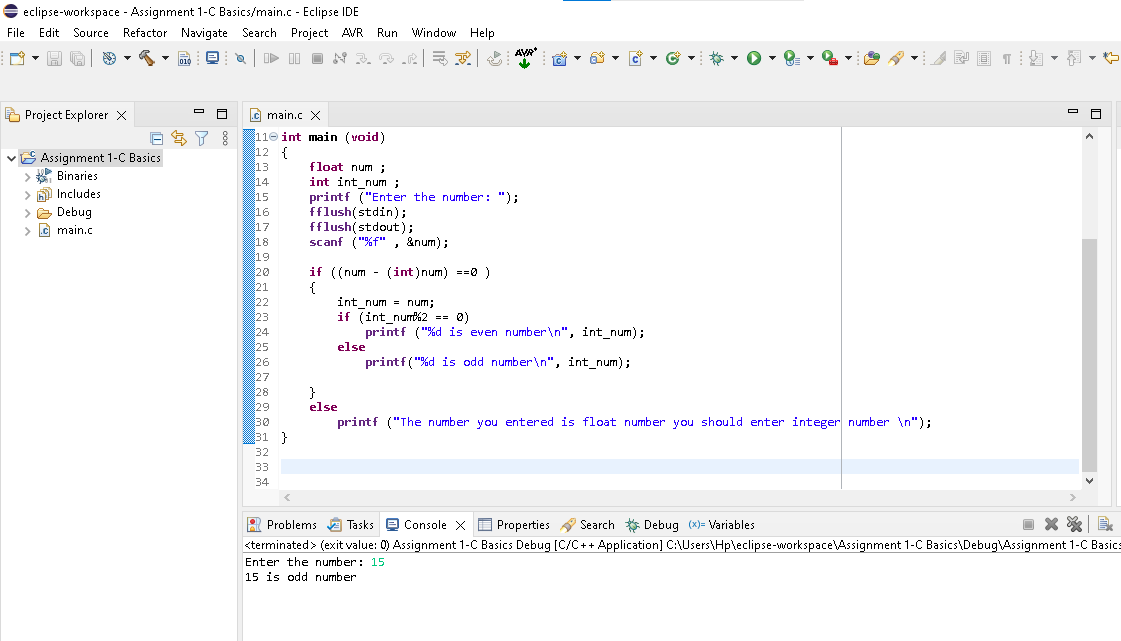 eclipse-workspace - Assignment 1-C Basics/main.c - Eclipse IDE
File Edit Source Refactor Navigate Search Project AVR Run Window Help
010 AVR
Project Explorer
Assignment 1-C Basics
Binaries
Includes
Debug
main.c
main.c
11 int main (void)
12 {
13 float num ;
14 int int_num ;
15 printf ("Enter the number: ");
16 fflush(stdin);
17 fflush(stdout);
18 scanf ("%f" , &num);
19
20 if ((num - (int)num) ==0 )
21 {
22 int_num = num;
23 if (int_num%2 == 0)
24 printf ("%d is even number\n", int_num);
25 else
26 printf("%d is odd number\n", int_num);
27
28 }
29 else
30 printf ("The number you entered is float number you should enter integer number \n");
31 }
32
33
34
Problems Tasks Console Properties Search Debug (x)= Variables
<terminated> (exit value: 0) Assignment 1-C Basics Debug [C/C++ Application] C:\Users\Hp\eclipse-workspace\Assignment 1-C Basics\Debug\Assignment 1-C Basics
Enter the number: 15
15 is odd number